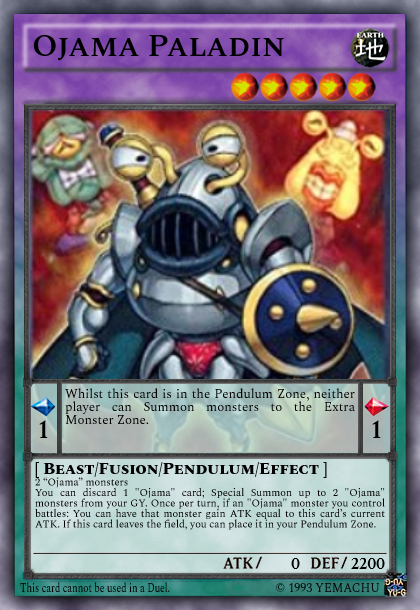 OJAMA PALADIN
EARTH
地
Whilst this card is in the Pendulum Zone, neither
player can Summon monsters to the Extra
Monster Zone.
1
1
[ BEAST/FUSION/PENDULUM/EFFECT ]
2 “Ojama” monsters
You can discard 1 "Ojama" card; Special Summon up to 2 "Ojama"
monsters from your GY. Once per turn, if an "Ojama" monster you control
battles: You can have that monster gain ATK equal to this card's current
ATK. If this card leaves the field, you can place it in your Pendulum Zone.
ATK/ 0 DEF/ 2200
This card cannot be used in a Duel.
© 1993 YEMACHU